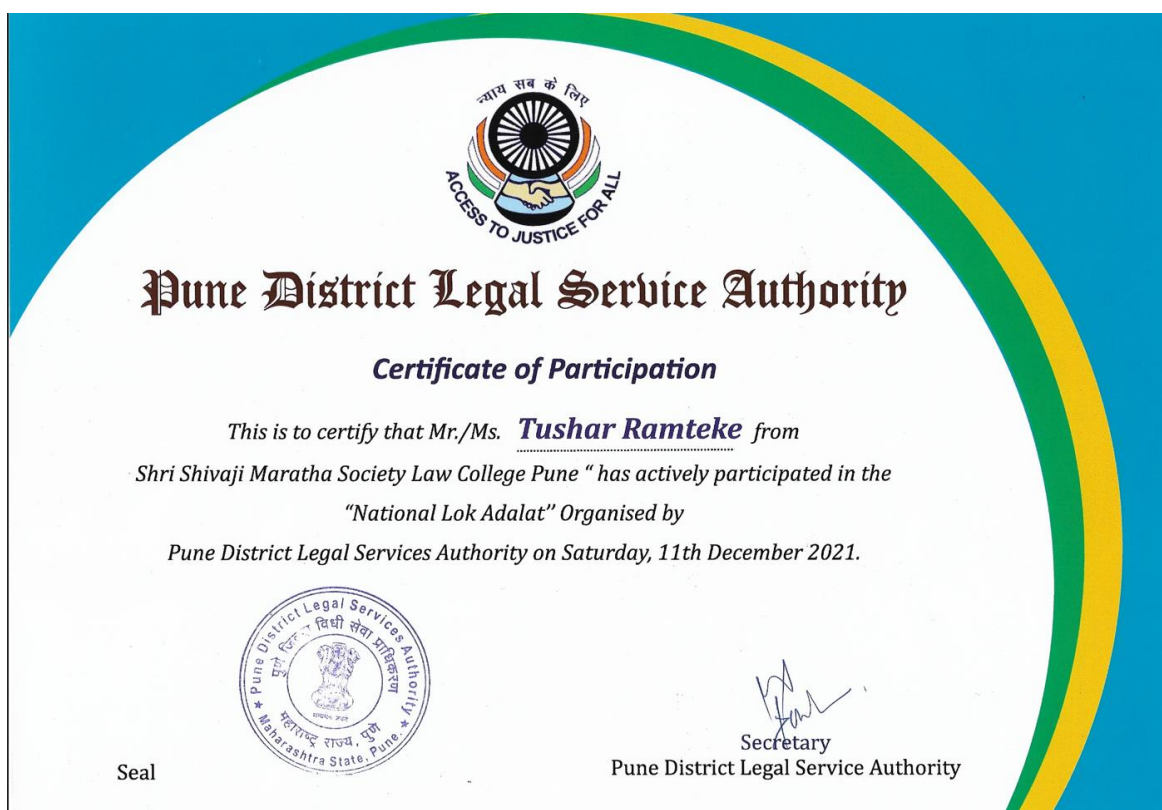 न्याय सब के लिए
ACCESS TO JUSTICE FOR ALL
Pune District Legal Service Authority
Certificate of Participation
This is to certify that Mr./Ms. Tushar Ramteke from
Shri Shivaji Maratha Society Law College Pune “ has actively participated in the
“National Lok Adalat’’ Organised by
Pune District Legal Services Authority on Saturday, 11th December 2021.
Pune District Legal Services Authority
पुणे जिल्हा विधी सेवा प्राधिकरण
महाराष्ट्र राज्य, पुणे
★ Maharashtra State, Pune. ★
Seal
Secretary
Pune District Legal Service Authority